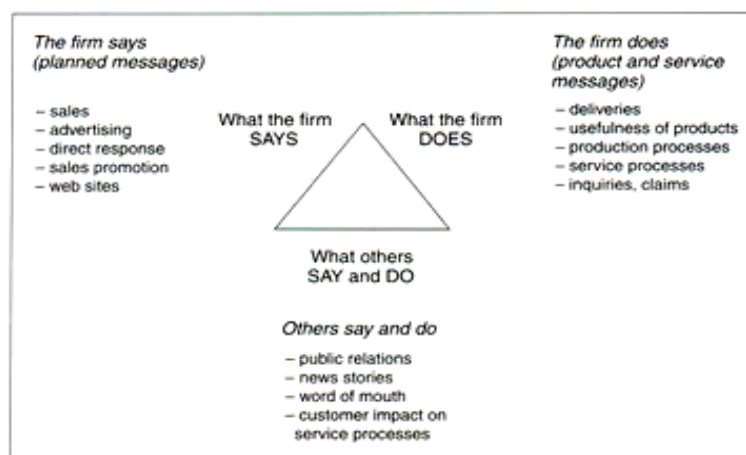 The firm says
(planned messages)
– sales
– advertising
– direct response
– sales promotion
– web sites
What the firm
SAYS
What the firm
DOES
The firm does
(product and service
messages)
– deliveries
– usefulness of products
– production processes
– service processes
– inquiries, claims
What others
SAY and DO
Others say and do
– public relations
– news stories
– word of mouth
– customer impact on
service processes